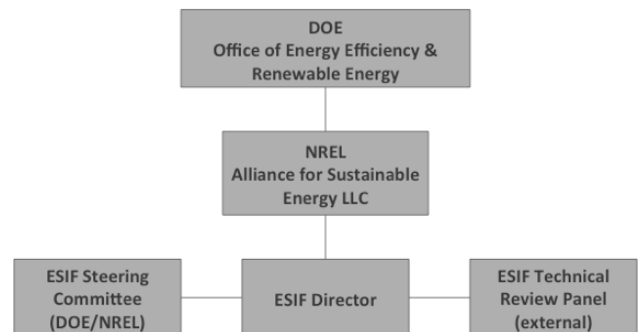 DOE
Office of Energy Efficiency &
Renewable Energy
NREL
Alliance for Sustainable
Energy LLC
ESIF Steering
Committee
(DOE/NREL)
ESIF Director
ESIF Technical
Review Panel
(external)